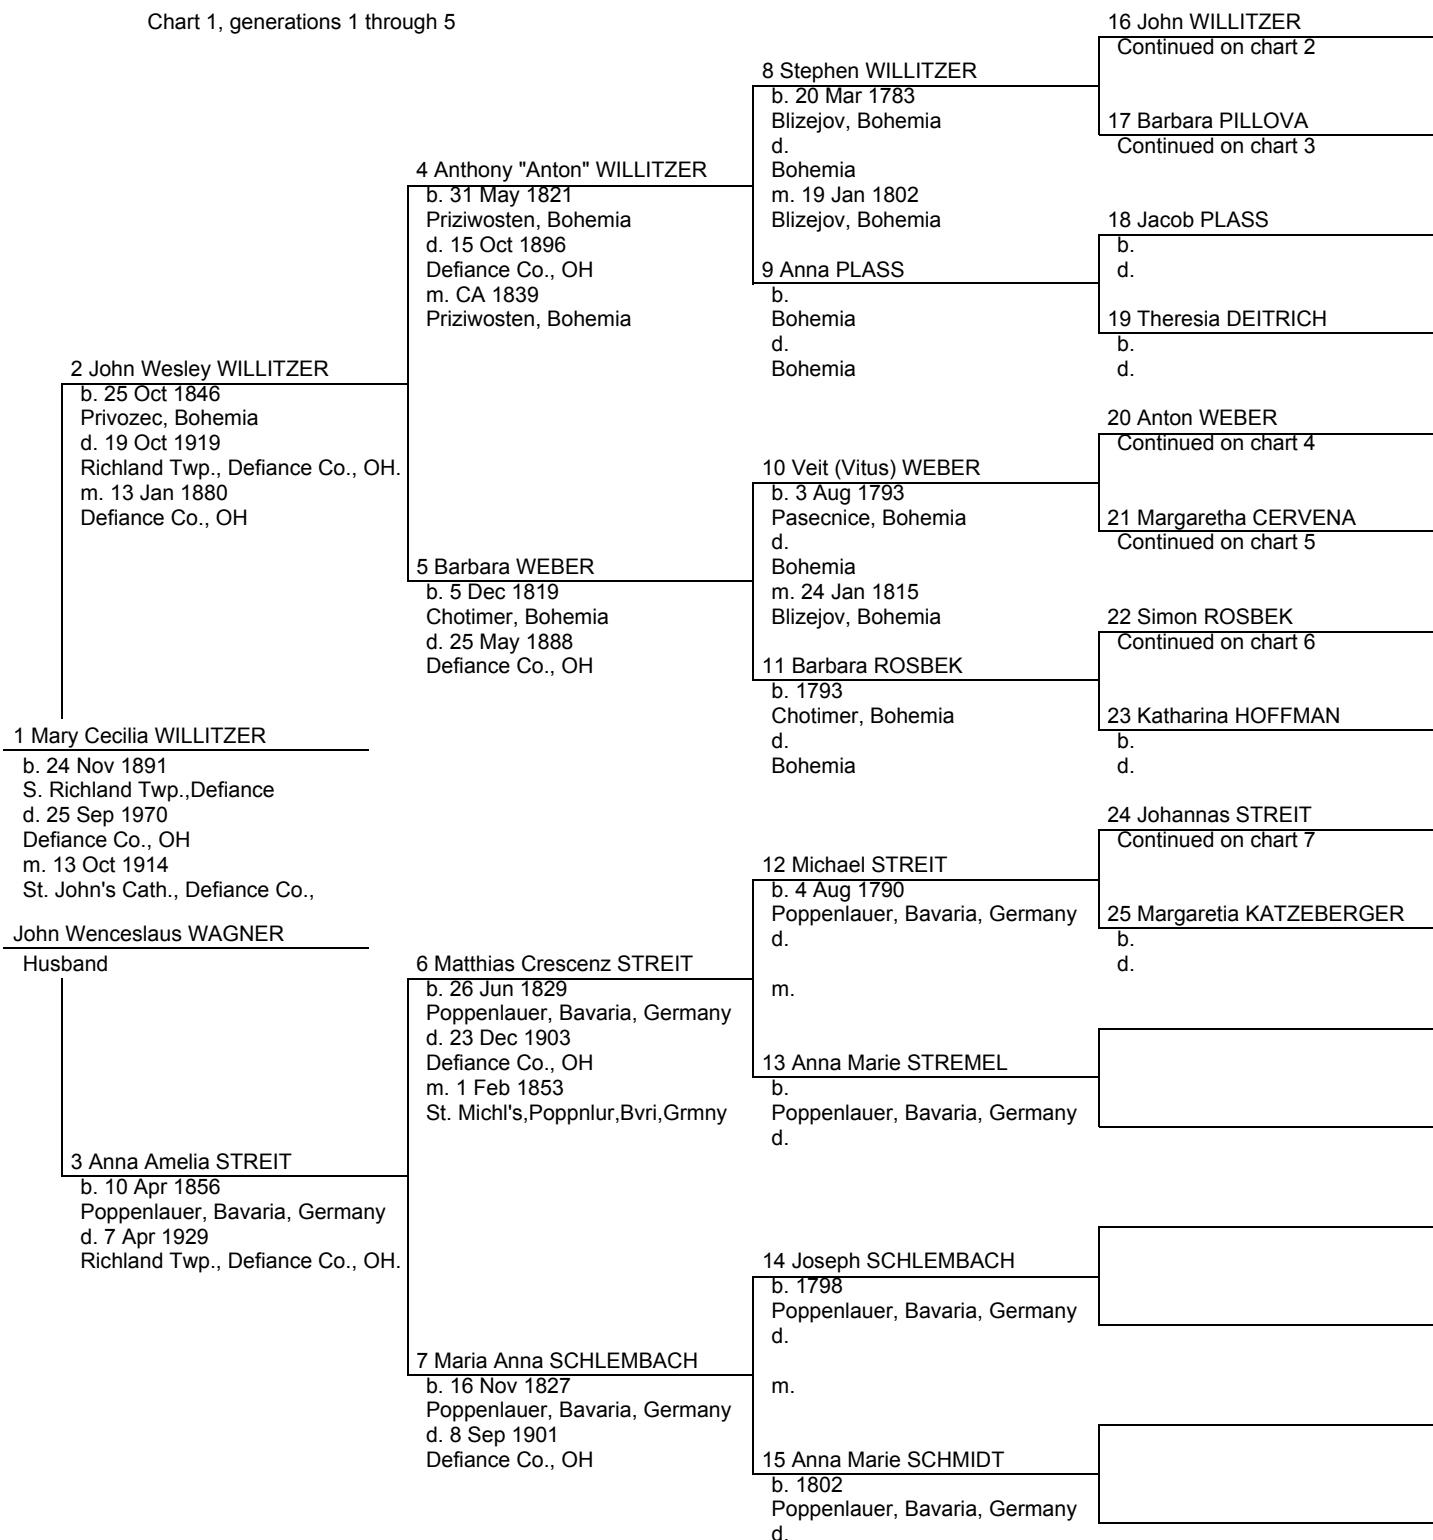 Chart 1, generations 1 through 5
16 John WILLITZER
Continued on chart 2
8 Stephen WILLITZER
b. 20 Mar 1783
Blizejov, Bohemia
d.
Bohemia
m. 19 Jan 1802
Blizejov, Bohemia
17 Barbara PILLOVA
Continued on chart 3
4 Anthony "Anton" WILLITZER
b. 31 May 1821
Priziwosten, Bohemia
d. 15 Oct 1896
Defiance Co., OH
m. CA 1839
Priziwosten, Bohemia
18 Jacob PLASS
b.
d.
9 Anna PLASS
b.
Bohemia
d.
Bohemia
19 Theresia DEITRICH
b.
d.
2 John Wesley WILLITZER
b. 25 Oct 1846
Privozec, Bohemia
d. 19 Oct 1919
Richland Twp., Defiance Co., OH.
m. 13 Jan 1880
Defiance Co., OH
20 Anton WEBER
Continued on chart 4
10 Veit (Vitus) WEBER
b. 3 Aug 1793
Pasecnice, Bohemia
d.
Bohemia
m. 24 Jan 1815
Blizejov, Bohemia
21 Margaretha CERVENA
Continued on chart 5
5 Barbara WEBER
b. 5 Dec 1819
Chotimer, Bohemia
d. 25 May 1888
Defiance Co., OH
22 Simon ROSBEK
Continued on chart 6
11 Barbara ROSBEK
b. 1793
Chotimer, Bohemia
d.
Bohemia
23 Katharina HOFFMAN
b.
d.
1 Mary Cecilia WILLITZER
b. 24 Nov 1891
S. Richland Twp.,Defiance
d. 25 Sep 1970
Defiance Co., OH
m. 13 Oct 1914
St. John's Cath., Defiance Co.,
John Wenceslaus WAGNER
Husband
24 Johannas STREIT
Continued on chart 7
12 Michael STREIT
b. 4 Aug 1790
Poppenlauer, Bavaria, Germany
d.
m.
25 Margaretia KATZEBERGER
b.
d.
6 Matthias Crescenz STREIT
b. 26 Jun 1829
Poppenlauer, Bavaria, Germany
d. 23 Dec 1903
Defiance Co., OH
m. 1 Feb 1853
St. Michl's,Poppnlur,Bvri,Grmny
13 Anna Marie STREMEL
b.
Poppenlauer, Bavaria, Germany
d.
3 Anna Amelia STREIT
b. 10 Apr 1856
Poppenlauer, Bavaria, Germany
d. 7 Apr 1929
Richland Twp., Defiance Co., OH.
14 Joseph SCHLEMBACH
b. 1798
Poppenlauer, Bavaria, Germany
d.
m.
7 Maria Anna SCHLEMBACH
b. 16 Nov 1827
Poppenlauer, Bavaria, Germany
d. 8 Sep 1901
Defiance Co., OH
15 Anna Marie SCHMIDT
b. 1802
Poppenlauer, Bavaria, Germany
d.